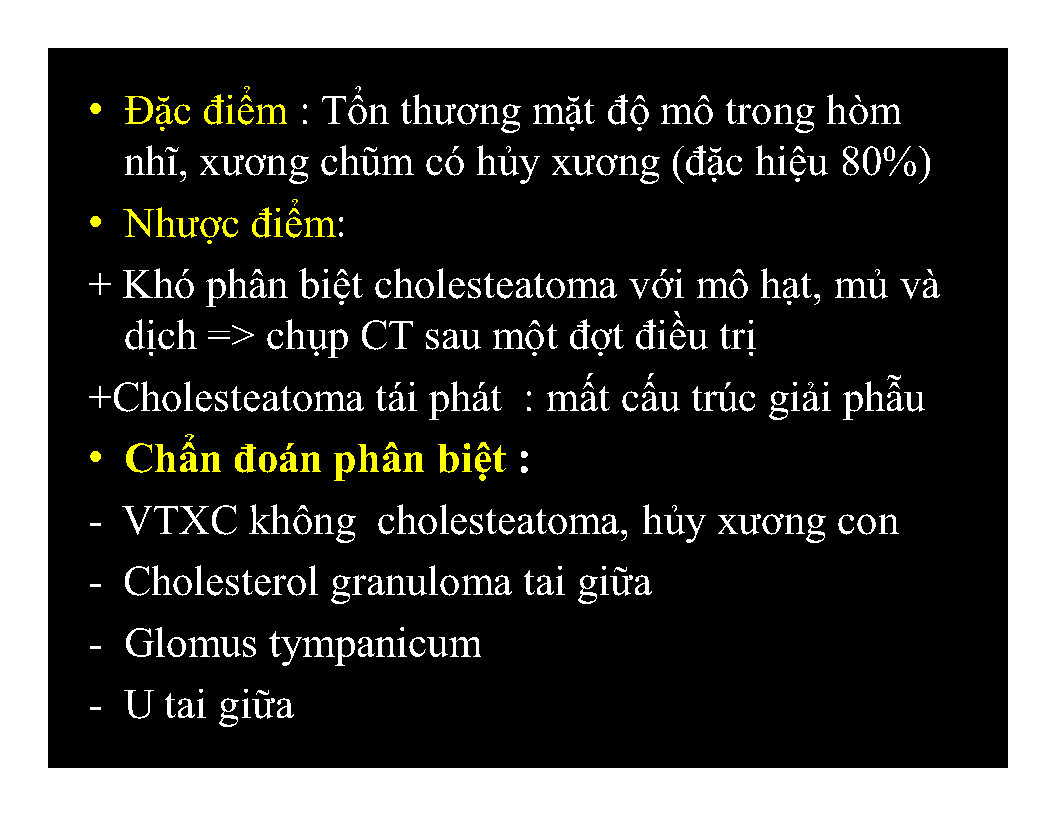 • Đặc điểm : Tổn thương mặt độ mô trong hòm
nhĩ, xương chũm có hủy xương (đặc hiệu 80%)
• Nhược điểm:
+ Khó phân biệt cholesteatoma với mô hạt, mủ và
dịch => chụp CT sau một đợt điều trị
+Cholesteatoma tái phát : mất cấu trúc giải phẫu
• Chẩn đoán phân biệt :
- VTXC không cholesteatoma, hủy xương con
- Cholesterol granuloma tai giữa
- Glomus tympanicum
- U tai giữa